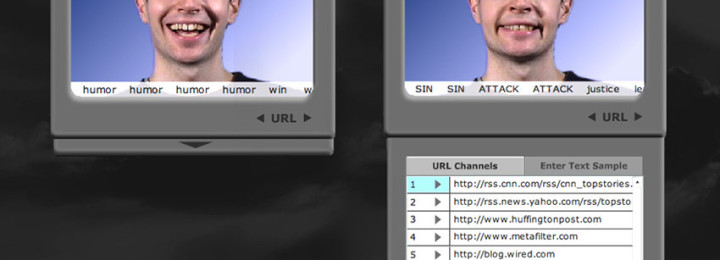 humor humor humor humor win w
SIN SIN ATTACK ATTACK justice le
URL
URL
URL Channels Enter Text Sample
1 http://rss.cnn.com/rss/cnn_topstories.
2 http://rss.news.yahoo.com/rss/topsto
3 http://www.huffingtonpost.com
4 http://www.metafilter.com
5 http://blog.wired.com